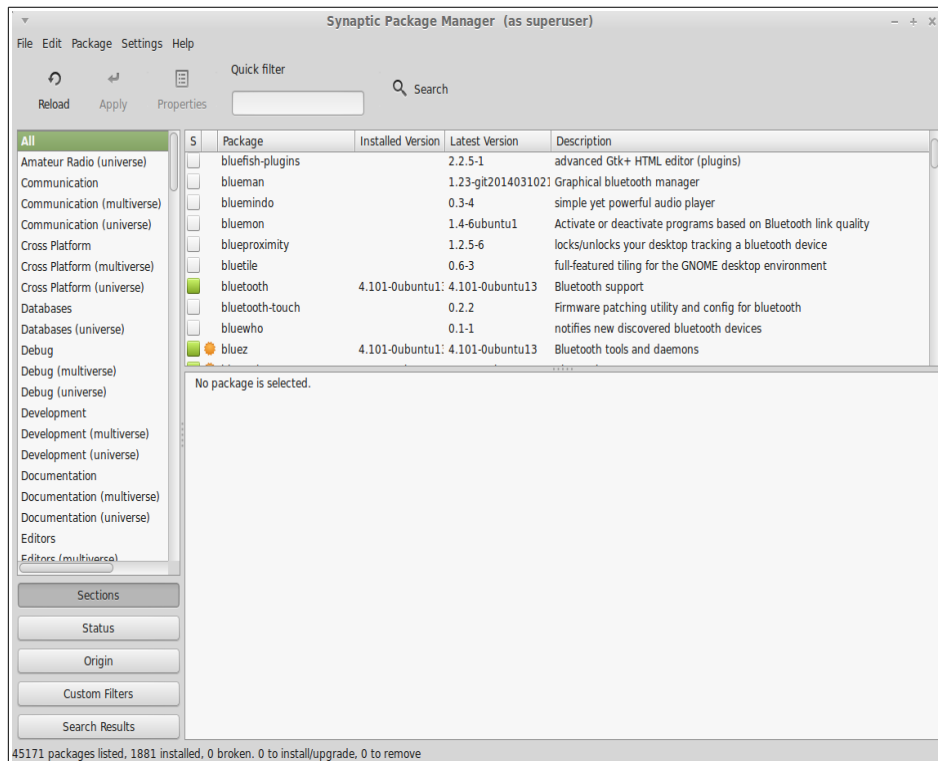 Synaptic Package Manager (as superuser)
File Edit Package Settings Help
Quick filter
Reload Apply Properties Search
All
Amateur Radio (universe)
Communication
Communication (multiverse)
Communication (universe)
Cross Platform
Cross Platform (multiverse)
Cross Platform (universe)
Databases
Databases (universe)
Debug
Debug (multiverse)
Debug (universe)
Development
Development (multiverse)
Development (universe)
Documentation
Documentation (multiverse)
Documentation (universe)
Editors
Editors (multiverse)
Sections
Status
Origin
Custom Filters
Search Results
S Package Installed Version Latest Version Description
bluefish-plugins 2.2.5-1 advanced Gtk+ HTML editor (plugins)
blueman 1.23-git2014031021 Graphical bluetooth manager
bluemindo 0.3-4 simple yet powerful audio player
bluemon 1.4-6ubuntu1 Activate or deactivate programs based on Bluetooth link quality
blueproximity 1.2.5-6 locks/unlocks your desktop tracking a bluetooth device
bluetile 0.6-3 full-featured tiling for the GNOME desktop environment
bluetooth 4.101-0ubuntu1 4.101-0ubuntu13 Bluetooth support
bluetooth-touch 0.2.2 Firmware patching utility and config for bluetooth
bluewho 0.1-1 notifies new discovered bluetooth devices
bluez 4.101-0ubuntu1 4.101-0ubuntu13 Bluetooth tools and daemons
No package is selected.
45171 packages listed, 1881 installed, 0 broken. 0 to install/upgrade, 0 to remove